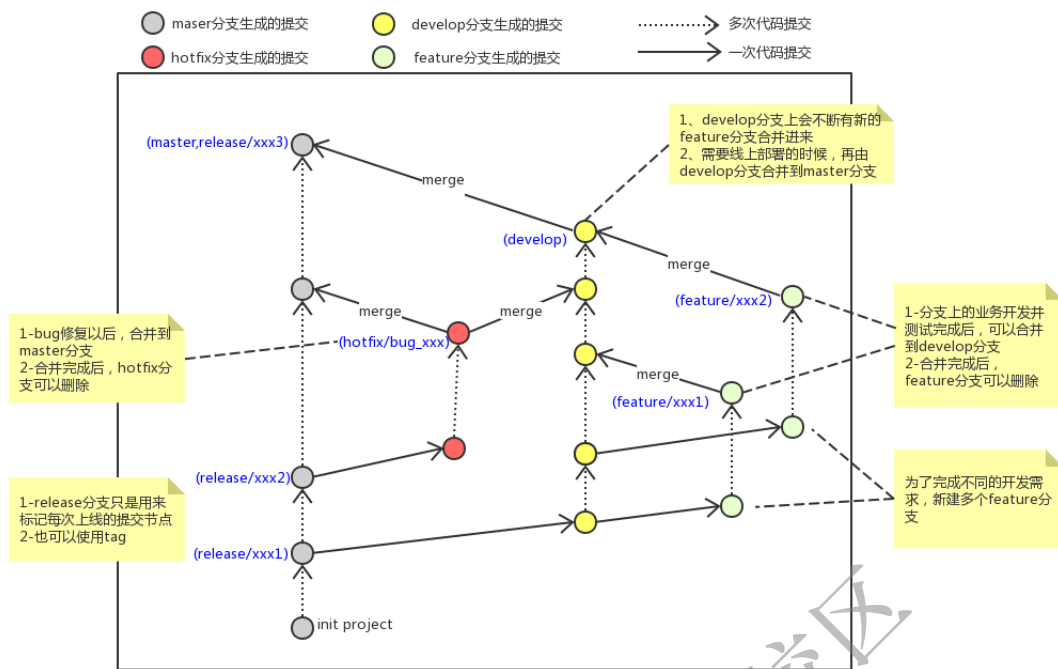 maser分支生成的提交
develop分支生成的提交
多次代码提交
hotfix分支生成的提交
feature分支生成的提交
一次代码提交
1、develop分支上会不断有新的
feature分支合并进来
2、需要线上部署的时候，再由
develop分支合并到master分支
(master,release/xxx3)
merge
(develop)
merge
(feature/xxx2)
1-分支上的业务开发并
测试完成后，可以合并
到develop分支
2-合并完成后，
feature分支可以删除
merge
merge
1-bug修复以后，合并到
master分支
2-合并完成后，hotfix分
支可以删除
(hotfix/bug_xxx)
merge
(feature/xxx1)
(release/xxx2)
为了完成不同的开发需
求，新建多个feature分
支
1-release分支只是用来
标记每次上线的提交节点
2-也可以使用tag
(release/xxx1)
init project
区